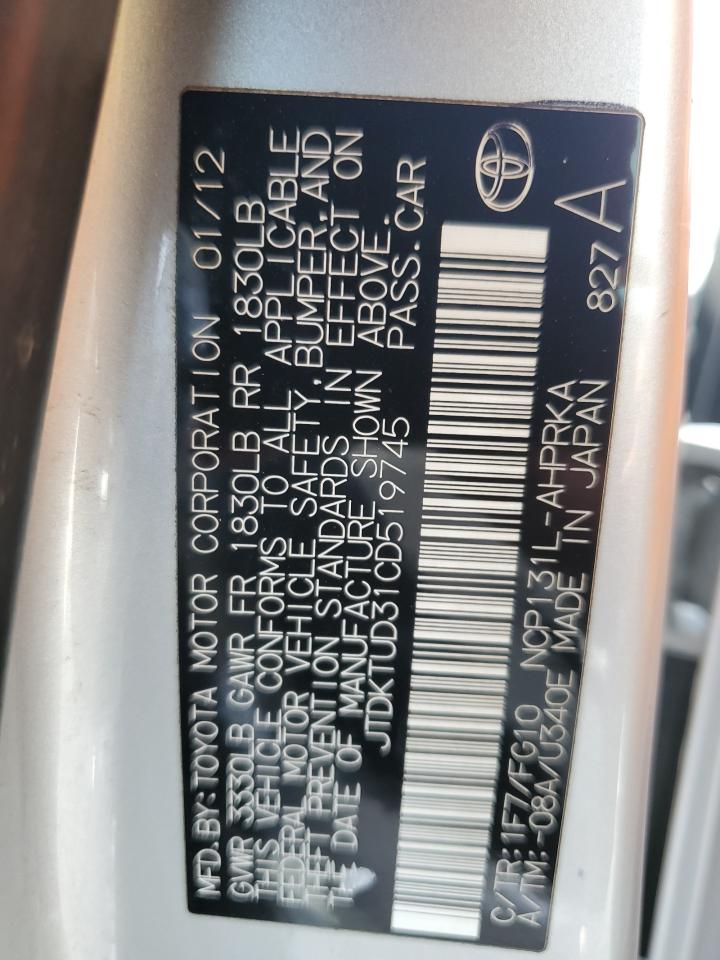 MFD.BY:TOYOTA MOTOR CORPORATION 01/12
GVWR 3330LB GAWR FR 1830LB RR 1830LB
THIS VEHICLE CONFORMS TO ALL APPLICABLE
FEDERAL MOTOR VEHICLE SAFETY, BUMPER, AND
THEFT PREVENTION STANDARDS IN EFFECT ON
THE DATE OF MANUFACTURE SHOWN ABOVE.
JTDKTUD31CD519745 PASS.CAR
C/TR:1F7/FG10 NCP131L-AHPRKA
A/TM:-08A/U340E MADE IN JAPAN 827 A